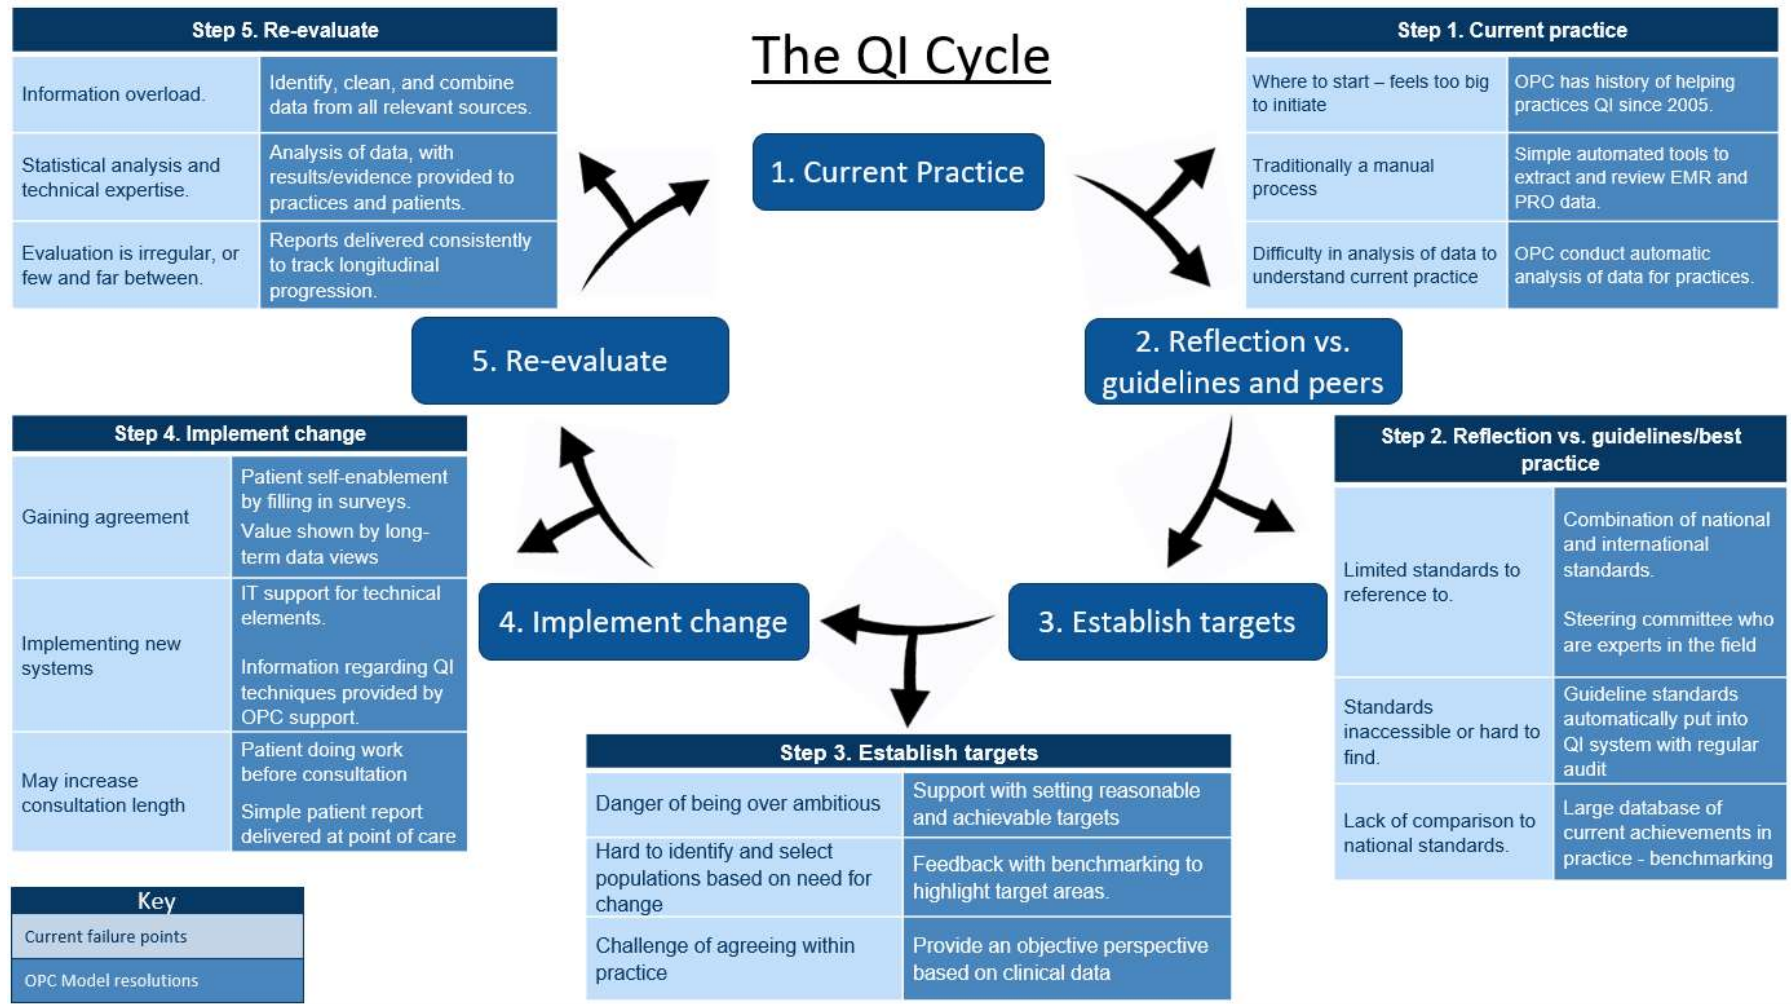 The QI Cycle
1. Current Practice
2. Reflection vs.
guidelines and peers
3. Establish targets
4. Implement change
5. Re-evaluate
Step 1. Current practice
Where to start – feels too big
to initiate
OPC has history of helping
practices QI since 2005.
Traditionally a manual
process
Simple automated tools to
extract and review EMR and
PRO data.
Difficulty in analysis of data to
understand current practice
OPC conduct automatic
analysis of data for practices.
Step 2. Reflection vs. guidelines/best
practice
Limited standards to
reference to.
Combination of national
and international
standards.
Steering committee who
are experts in the field
Standards
inaccessible or hard to
find.
Guideline standards
automatically put into
QI system with regular
audit
Lack of comparison to
national standards.
Large database of
current achievements in
practice - benchmarking
Step 3. Establish targets
Danger of being over ambitious
Support with setting reasonable
and achievable targets
Hard to identify and select
populations based on need for
change
Feedback with benchmarking to
highlight target areas.
Challenge of agreeing within
practice
Provide an objective perspective
based on clinical data
Step 4. Implement change
Gaining agreement
Patient self-enablement
by filling in surveys.
Value shown by long-
term data views
Implementing new
systems
IT support for technical
elements.
Information regarding QI
techniques provided by
OPC support.
May increase
consultation length
Patient doing work
before consultation
Simple patient report
delivered at point of care
Step 5. Re-evaluate
Information overload.
Identify, clean, and combine
data from all relevant sources.
Statistical analysis and
technical expertise.
Analysis of data, with
results/evidence provided to
practices and patients.
Evaluation is irregular, or
few and far between.
Reports delivered consistently
to track longitudinal
progression.
Key
Current failure points
OPC Model resolutions